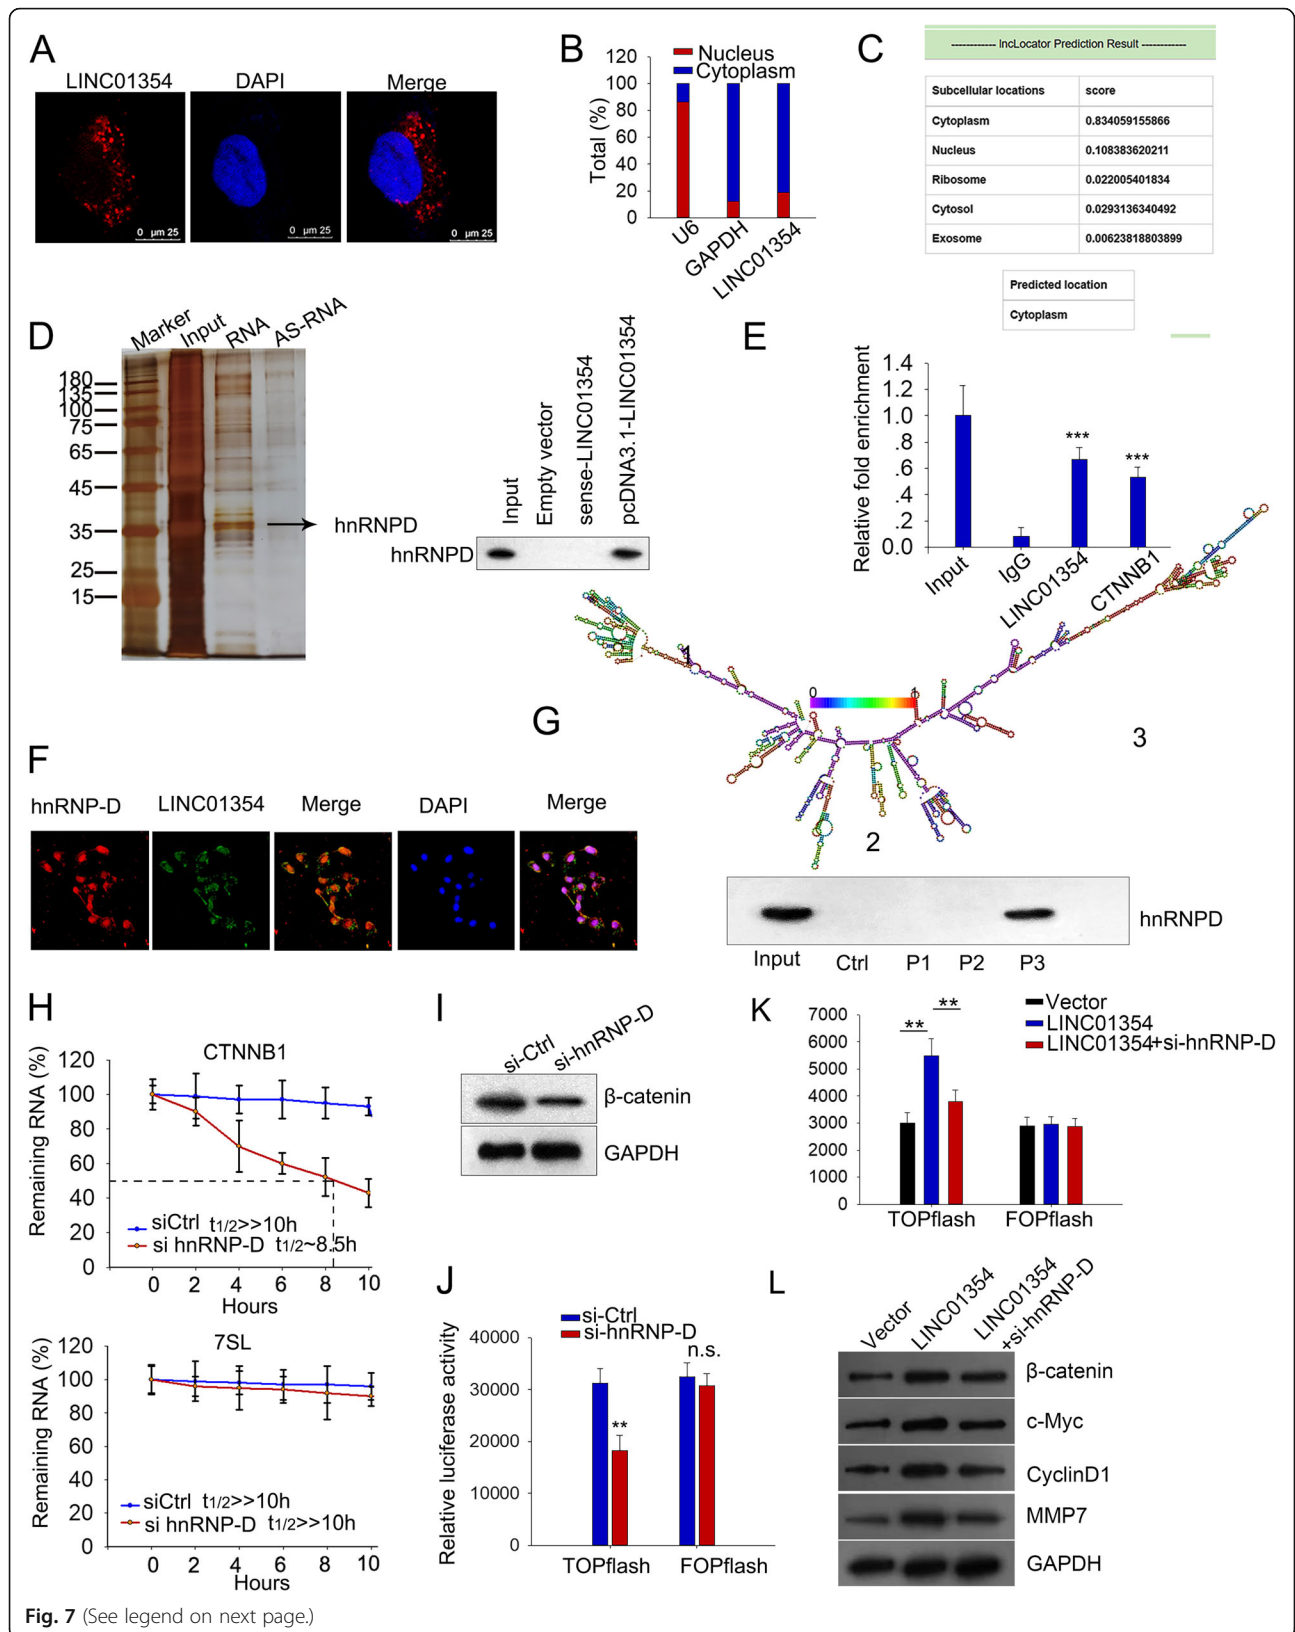 A
LINC01354
DAPI
Merge
0 µm 25
0 µm 25
0 µm 25
B
Nucleus
Cytoplasm
Total (%)
120
100
80
60
40
20
0
U6
GAPDH
LINC01354
C
------------ lncLocator Prediction Result ------------
Subcellular locations score
Cytoplasm 0.834059155866
Nucleus 0.108383620211
Ribosome 0.022005401834
Cytosol 0.0293136340492
Exosome 0.00623818803899
Predicted location
Cytoplasm
D
Marker
Input
RNA
AS-RNA
180
135
100
75
65
45
35
25
15
hnRNPD
Input
Empty vector
sense-LINC01354
pcDNA3.1-LINC01354
hnRNPD
E
Relative fold enrichment
1.4
1.2
1.0
.8
.6
.4
.2
0.0
***
***
Input
IgG
LINC01354
CTNNB1
F
hnRNP-D
LINC01354
Merge
DAPI
Merge
G
0
1
1
2
3
hnRNPD
Input
Ctrl
P1
P2
P3
H
CTNNB1
Remaining RNA (%)
120
100
80
60
40
20
0
siCtrl t1/2>>10h
si hnRNP-D t1/2~8.5h
0 2 4 6 8 10
Hours
7SL
Remaining RNA (%)
120
100
80
60
40
20
0
siCtrl t1/2>>10h
si hnRNP-D t1/2>>10h
0 2 4 6 8 10
Hours
I
si-Ctrl
si-hnRNP-D
β-catenin
GAPDH
J
si-Ctrl
si-hnRNP-D
Relative luciferase activity
40000
30000
20000
10000
0
**
n.s.
TOPflash
FOPflash
K
Vector
LINC01354
LINC01354+si-hnRNP-D
7000
6000
5000
4000
3000
2000
1000
0
**
**
TOPflash
FOPflash
L
Vector
LINC01354
LINC01354
+si-hnRNP-D
β-catenin
c-Myc
CyclinD1
MMP7
GAPDH
Fig. 7 (See legend on next page.)